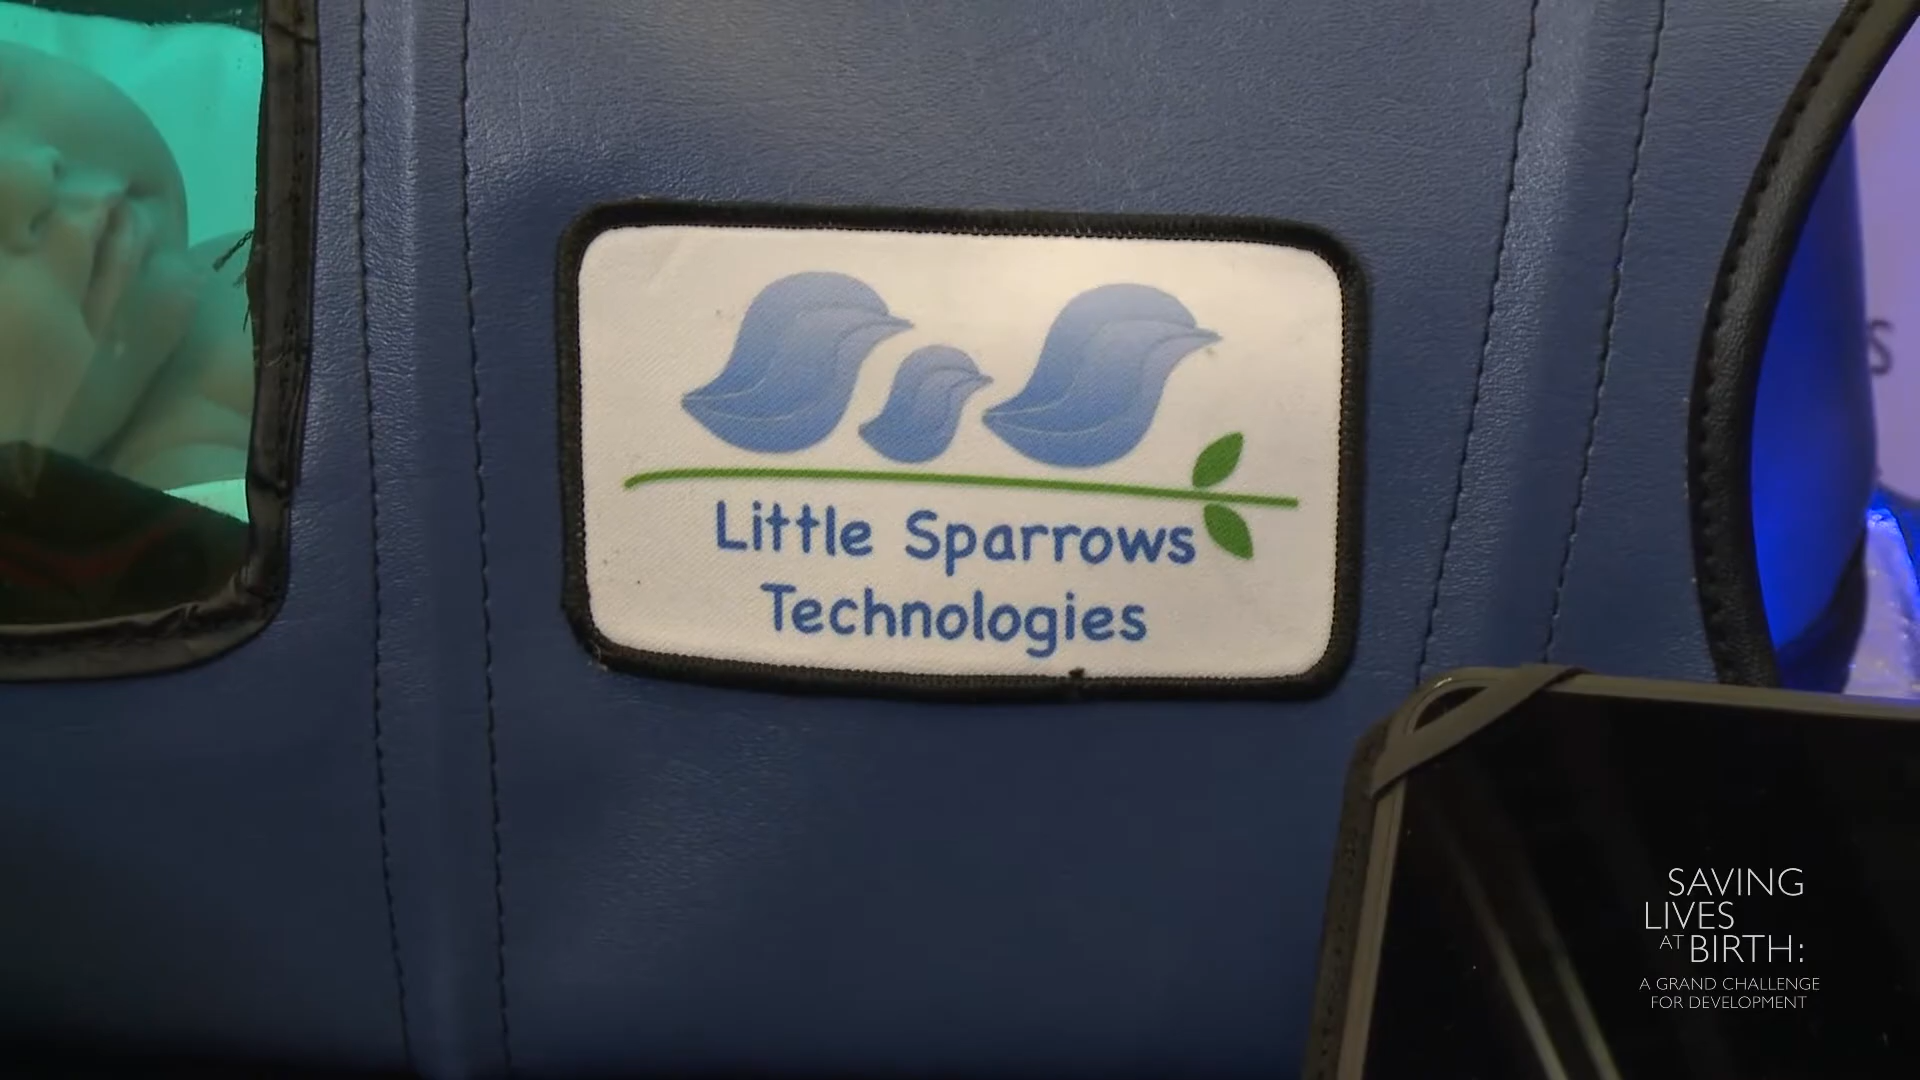 Little Sparrows
Technologies
SAVING
LIVES
AT BIRTH:
A GRAND CHALLENGE
FOR DEVELOPMENT